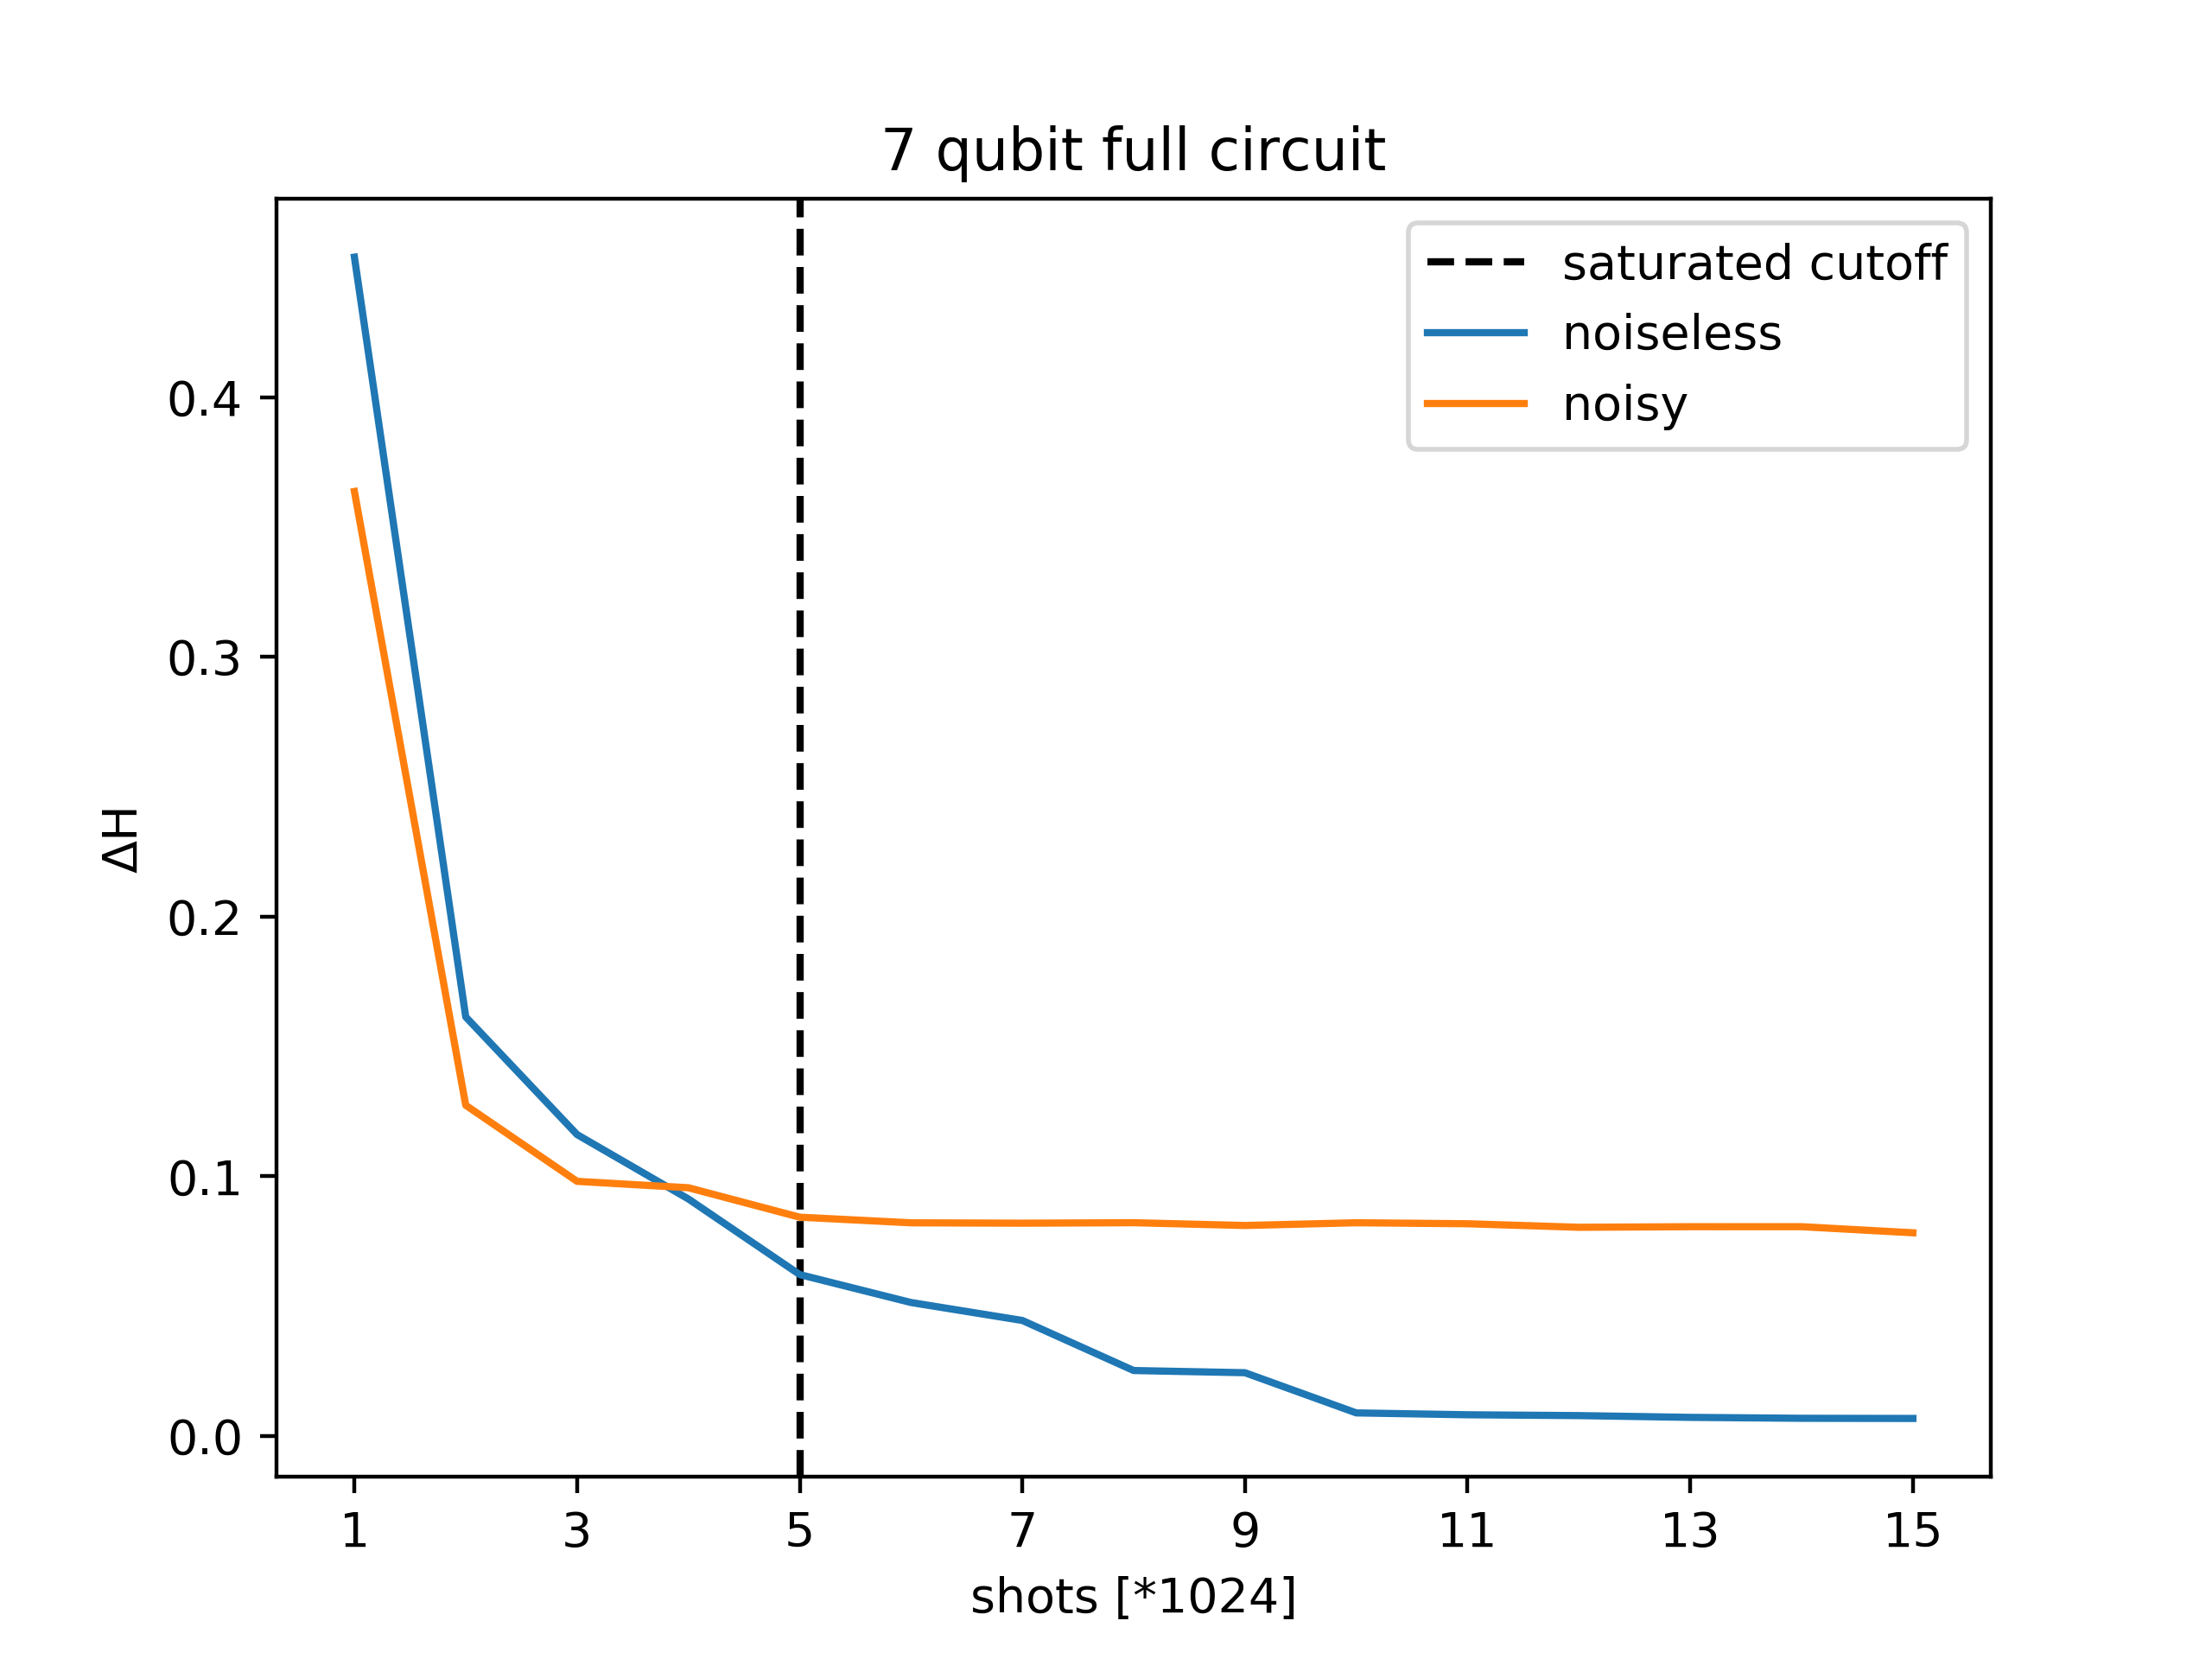 7 qubit full circuit
saturated cutoff
noiseless
noisy
0.4
0.3
0.2
0.1
0.0
ΔH
1 3 5 7 9 11 13 15
shots [*1024]